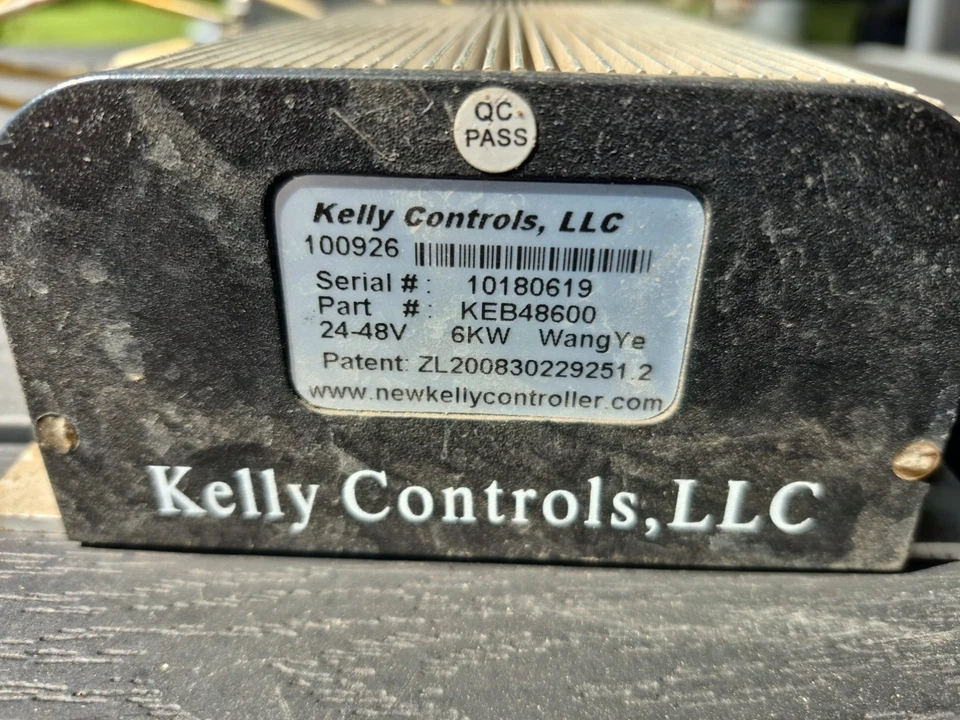 QC
PASS
Kelly Controls, LLC
100926
Serial # : 10180619
Part # : KEB48600
24-48V 6KW WangYe
Patent: ZL200830229251.2
www.newkellycontroller.com
Kelly Controls,LLC